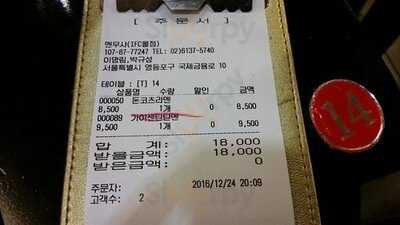 [ 주 문 서 ]
멘무샤(IFC몰점)
107-87-77247 TEL: 02)6137-5740
이명림,박규성
서울특별시 영등포구 국제금융로 10
테이블: [T] 14
상품명 수량 할인 금액
000050 돈코츠라멘
8,500 1개 0 8,500
000089 가이센탄탄멘
9,500 1개 0 9,500
합 계: 18,000
받을금액: 18,000
받은금액: 0
주문자: 2016/12/24 20:09
고객수: 2
14